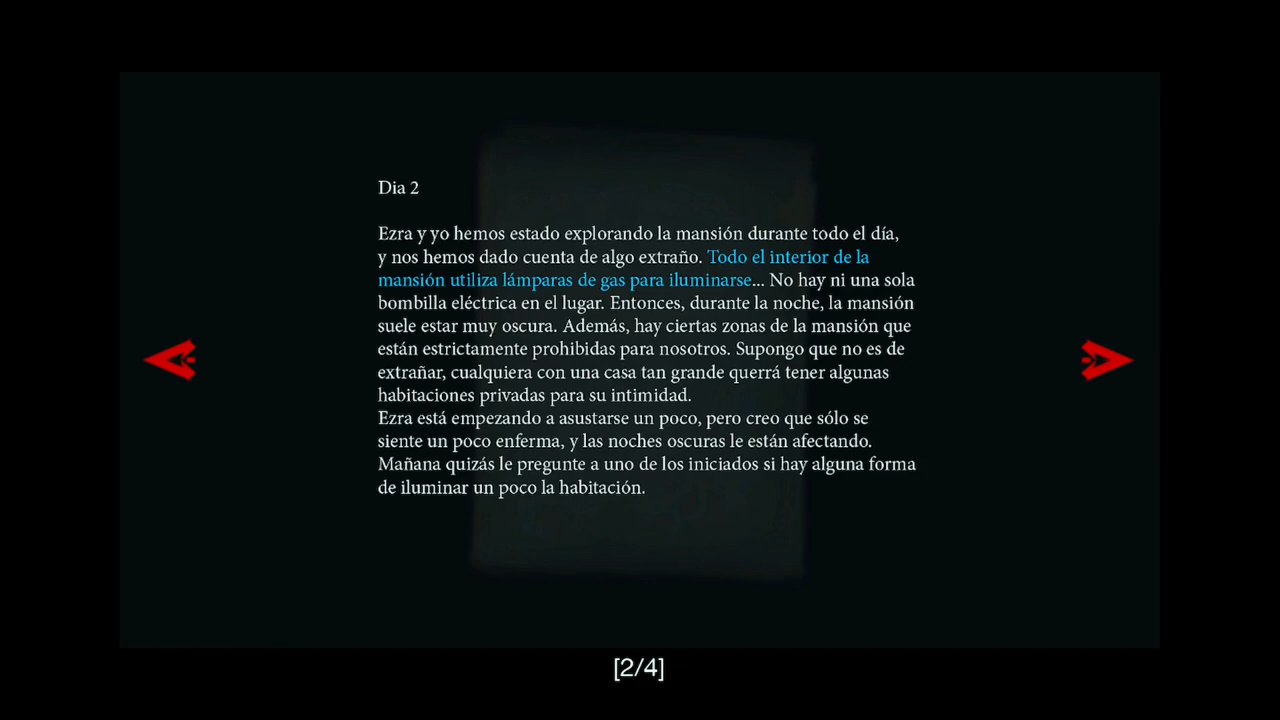 Dia 2
Ezra y yo hemos estado explorando la mansión durante todo el día,
y nos hemos dado cuenta de algo extraño. Todo el interior de la
mansión utiliza lámparas de gas para iluminarse... No hay ni una sola
bombilla eléctrica en el lugar. Entonces, durante la noche, la mansión
suele estar muy oscura. Además, hay ciertas zonas de la mansión que
están estrictamente prohibidas para nosotros. Supongo que no es de
extrañar, cualquiera con una casa tan grande querrá tener algunas
habitaciones privadas para su intimidad.
Ezra está empezando a asustarse un poco, pero creo que sólo se
siente un poco enferma, y las noches oscuras le están afectando.
Mañana quizás le pregunte a uno de los iniciados si hay alguna forma
de iluminar un poco la habitación.
[2/4]